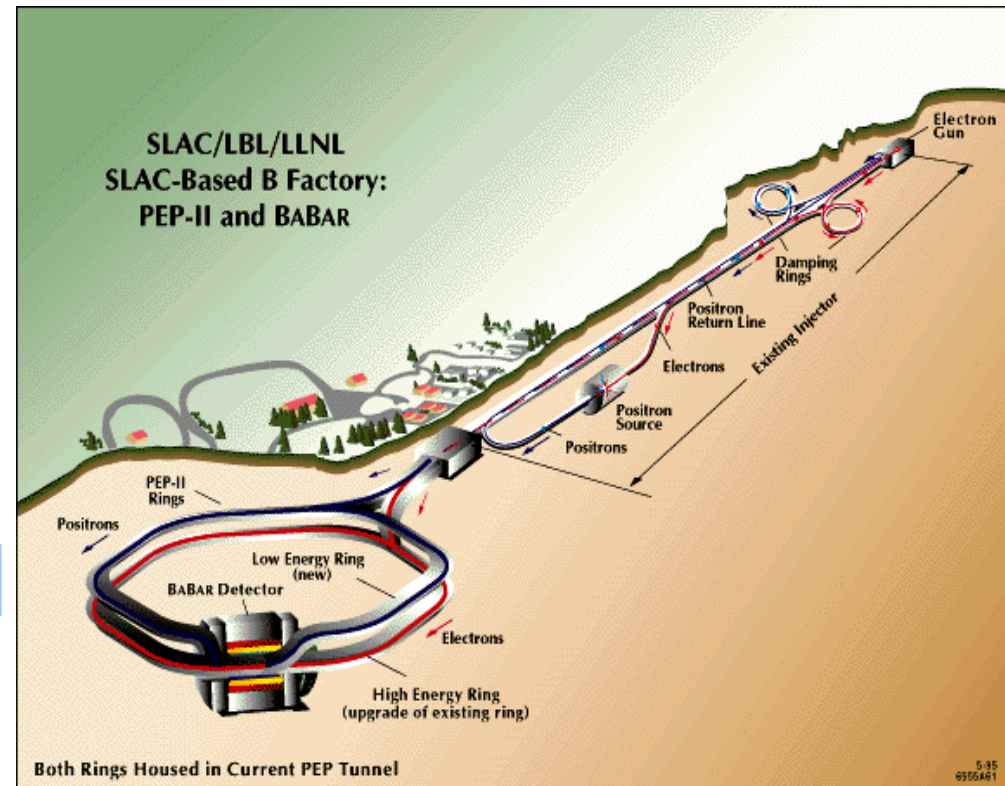 SLAC/LBL/LLNL
SLAC-Based B Factory:
PEP-II and BABAR
Electron
Gun
Damping
Rings
Positron
Return Line
Existing Injector
Electrons
Positron
Source
Positrons
PEP-II
Rings
Positrons
Low Energy Ring
(new)
BABAR Detector
Electrons
High Energy Ring
(upgrade of existing ring)
Both Rings Housed in Current PEP Tunnel
5-95
6955A61